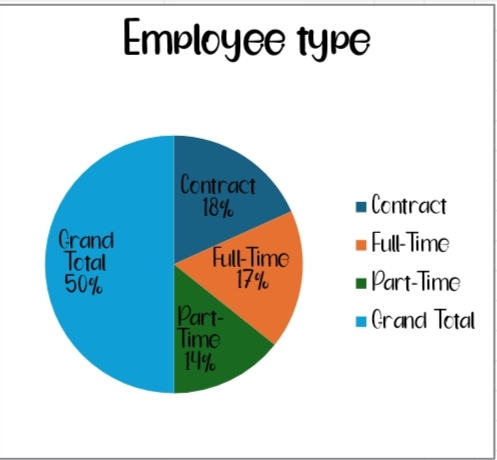 Employee type
Contract
18%
Full-Time
17%
Part-
Time
14%
Grand
Total
50%
Contract
Full-Time
Part-Time
Grand Total